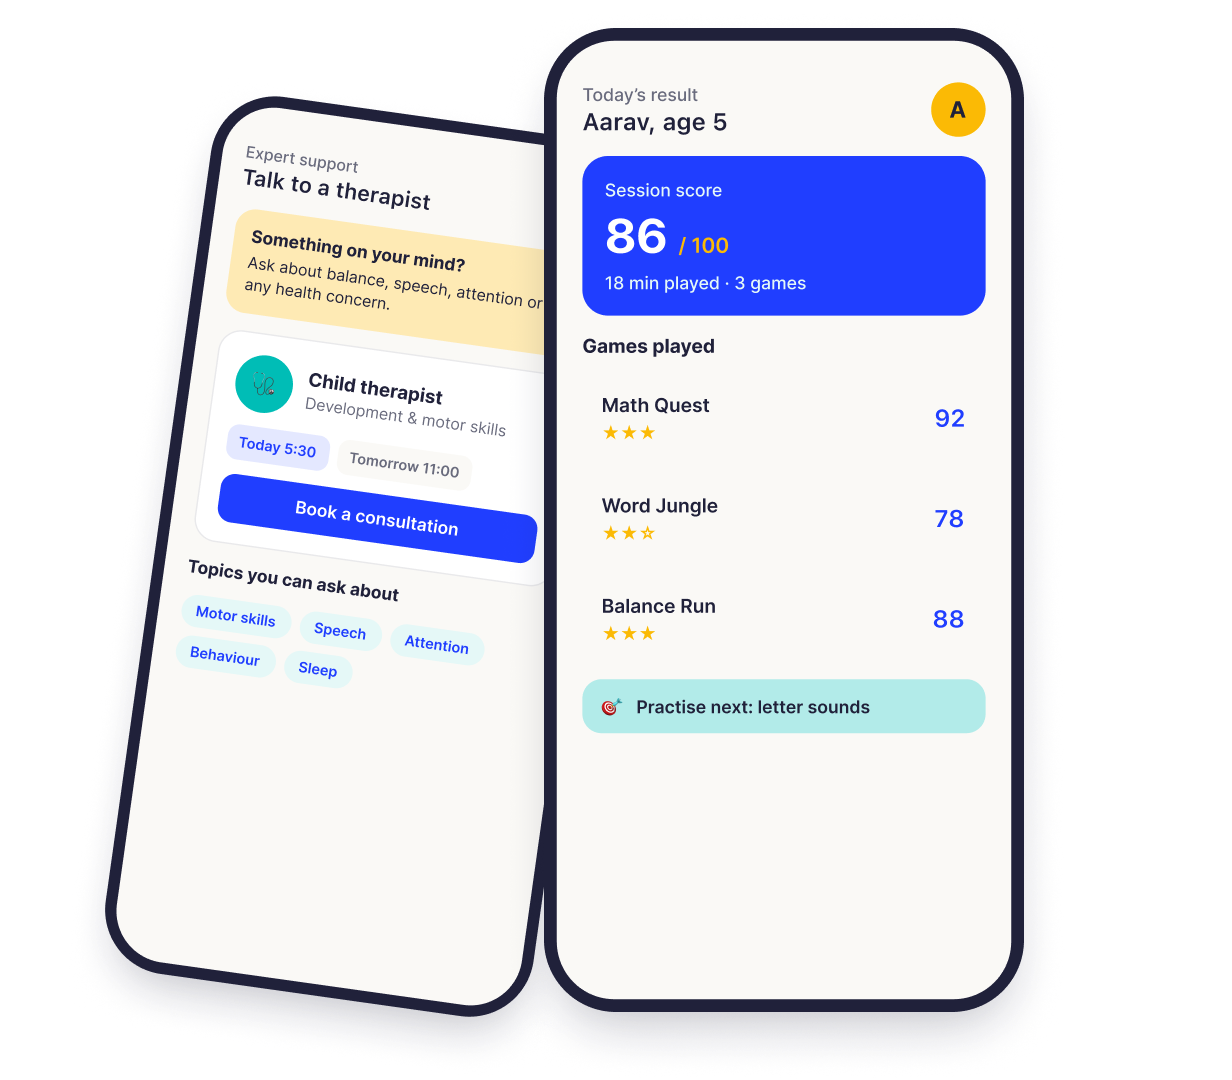 Expert support
Talk to a therapist
Something on your mind?
Ask about balance, speech, attention or
any health concern.
Child therapist
Development & motor skills
Today 5:30
Tomorrow 11:00
Book a consultation
Topics you can ask about
Motor skills
Speech
Attention
Behaviour
Sleep
Today’s result
Aarav, age 5
A
Session score
86 / 100
18 min played · 3 games
Games played
Math Quest
★★★
92
Word Jungle
★★☆
78
Balance Run
★★★
88
Practise next: letter sounds